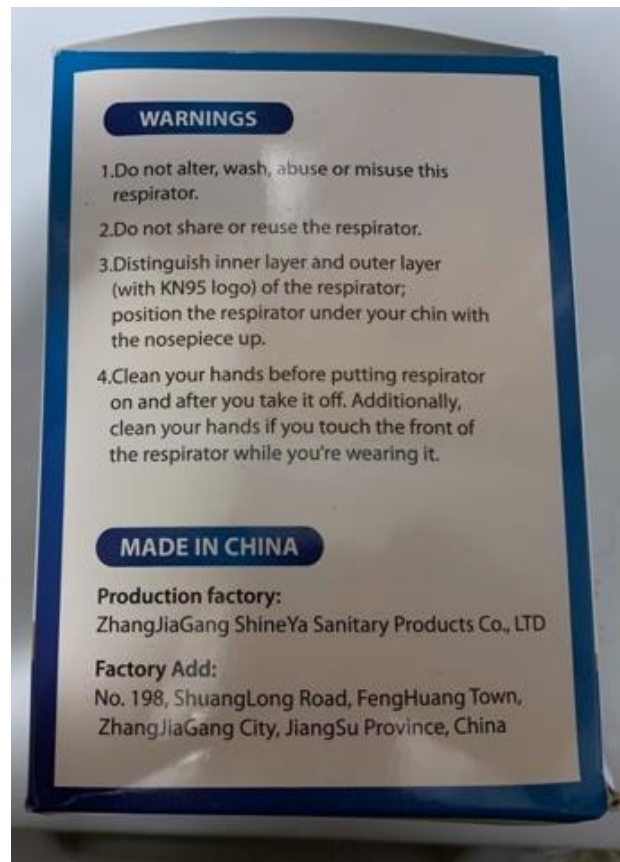 WARNINGS
1.Do not alter, wash, abuse or misuse this
respirator.
2.Do not share or reuse the respirator.
3.Distinguish inner layer and outer layer
(with KN95 logo) of the respirator;
position the respirator under your chin with
the nosepiece up.
4.Clean your hands before putting respirator
on and after you take it off. Additionally,
clean your hands if you touch the front of
the respirator while you're wearing it.
MADE IN CHINA
Production factory:
ZhangJiaGang ShineYa Sanitary Products Co., LTD
Factory Add:
No. 198, ShuangLong Road, FengHuang Town,
ZhangJiaGang City, JiangSu Province, China